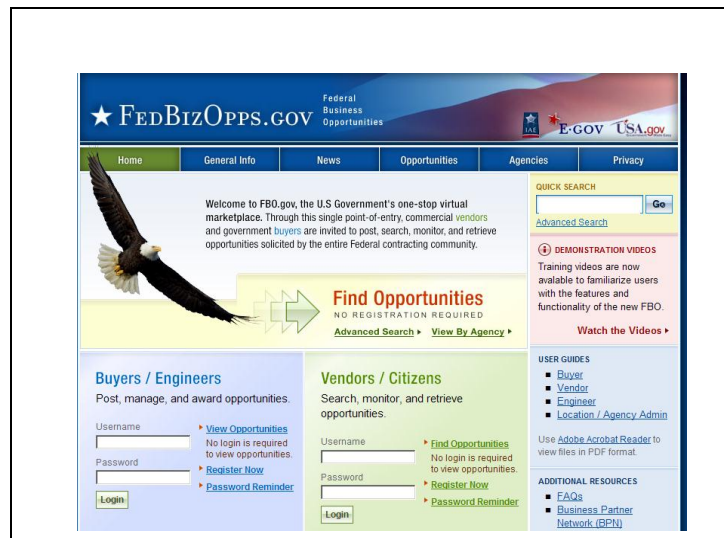 ★ FedBizOpps.gov
Federal
Business
Opportunities
IAE
E-GOV
USA.gov
Home
General Info
News
Opportunities
Agencies
Privacy
Welcome to FBO.gov, the U.S Government's one-stop virtual
marketplace. Through this single point-of-entry, commercial vendors
and government buyers are invited to post, search, monitor, and retrieve
opportunities solicited by the entire Federal contracting community.
Find Opportunities
NO REGISTRATION REQUIRED
Advanced Search
View By Agency
QUICK SEARCH
Go
Advanced Search
DEMONSTRATION VIDEOS
Training videos are now
avalable to familiarize users
with the features and
functionality of the new FBO.
Watch the Videos
USER GUIDES
Buyer
Vendor
Engineer
Location / Agency Admin
Use Adobe Acrobat Reader to
view files in PDF format.
ADDITIONAL RESOURCES
FAQs
Business Partner
Network (BPN)
Buyers / Engineers
Post, manage, and award opportunities.
Username
Password
Login
View Opportunities
No login is required
to view opportunities.
Register Now
Password Reminder
Vendors / Citizens
Search, monitor, and retrieve
opportunities.
Username
Password
Login
Find Opportunities
No login is required
to view opportunities.
Register Now
Password Reminder